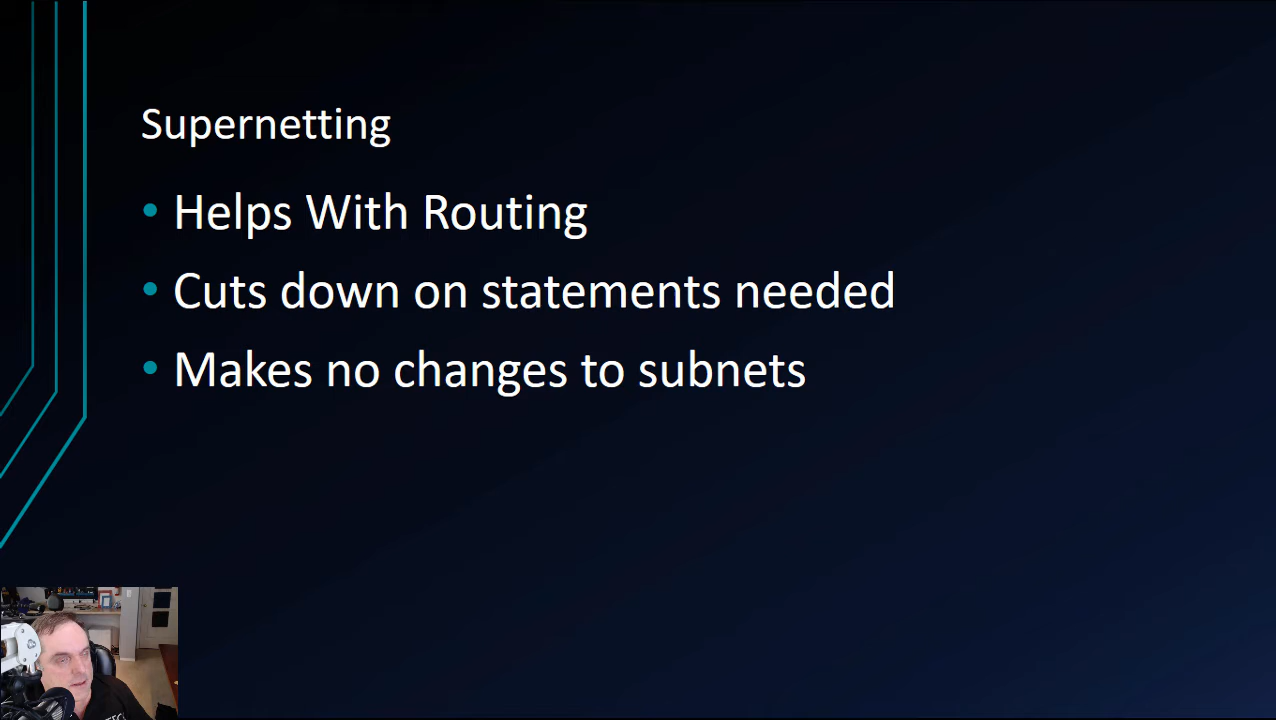 Supernetting
• Helps With Routing
• Cuts down on statements needed
• Makes no changes to subnets